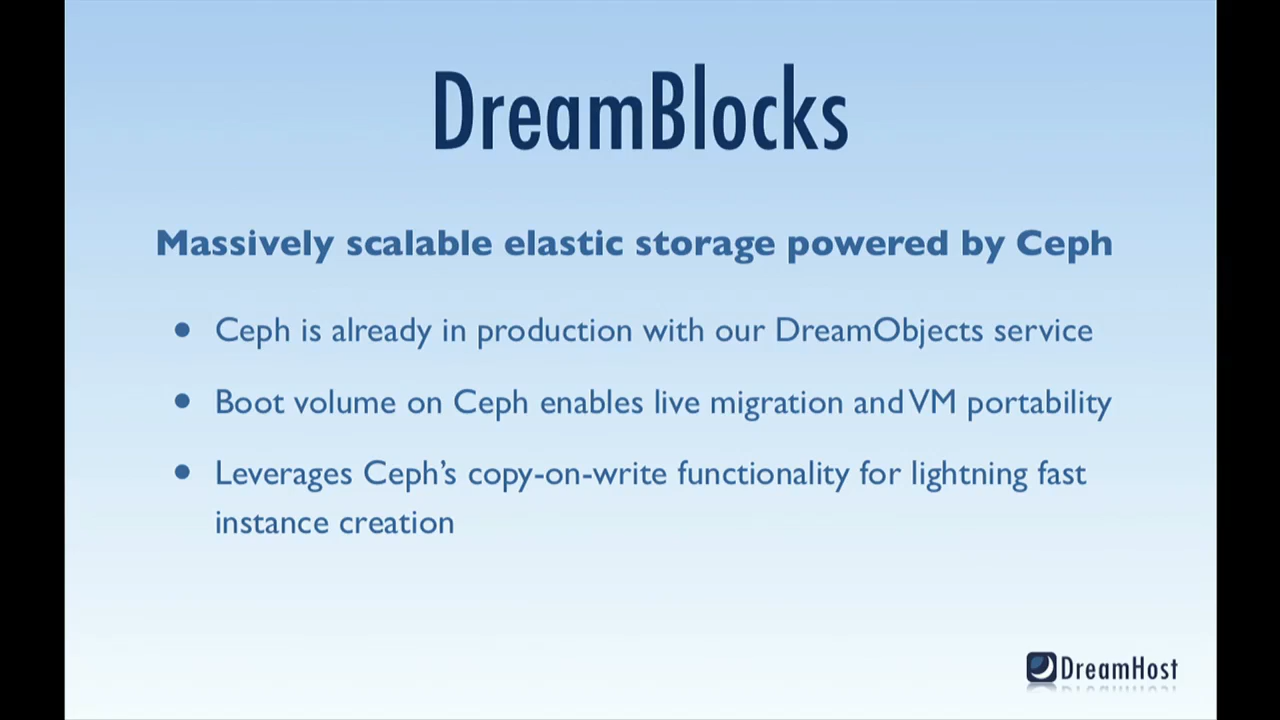 DreamBlocks
Massively scalable elastic storage powered by Ceph
• Ceph is already in production with our DreamObjects service
• Boot volume on Ceph enables live migration and VM portability
• Leverages Ceph’s copy-on-write functionality for lightning fast
instance creation
DreamHost